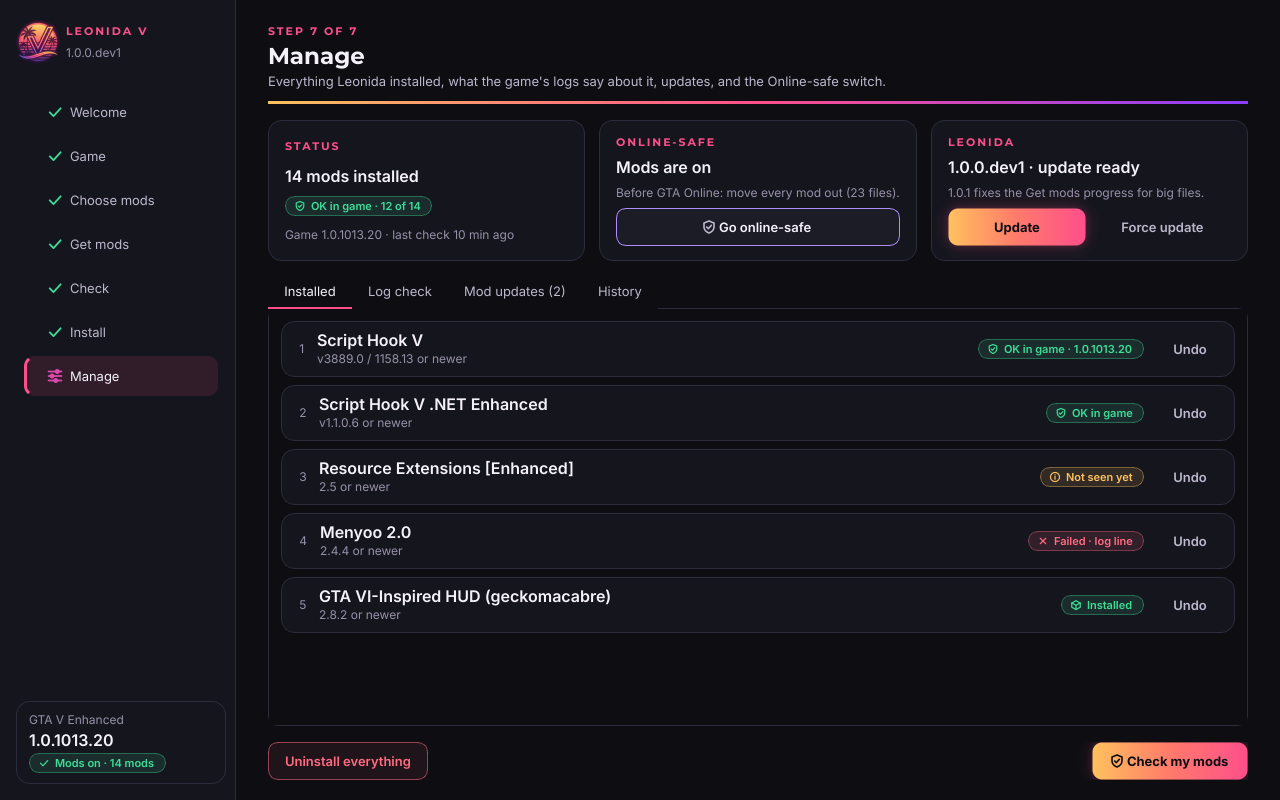 LEONIDA V
1.0.0.dev1
Welcome
Game
Choose mods
Get mods
Check
Install
Manage
GTA V Enhanced
1.0.1013.20
Mods on · 14 mods
STEP 7 OF 7
Manage
Everything Leonida installed, what the game's logs say about it, updates, and the Online-safe switch.
STATUS
14 mods installed
OK in game · 12 of 14
Game 1.0.1013.20 · last check 10 min ago
ONLINE-SAFE
Mods are on
Before GTA Online: move every mod out (23 files).
Go online-safe
LEONIDA
1.0.0.dev1 · update ready
1.0.1 fixes the Get mods progress for big files.
Update Force update
Installed Log check Mod updates (2) History
1 Script Hook V
v3889.0 / 1158.13 or newer
OK in game · 1.0.1013.20 Undo
2 Script Hook V .NET Enhanced
v1.1.0.6 or newer
OK in game Undo
3 Resource Extensions [Enhanced]
2.5 or newer
Not seen yet Undo
4 Menyoo 2.0
2.4.4 or newer
Failed · log line Undo
5 GTA VI-Inspired HUD (geckomacabre)
2.8.2 or newer
Installed Undo
Uninstall everything
Check my mods